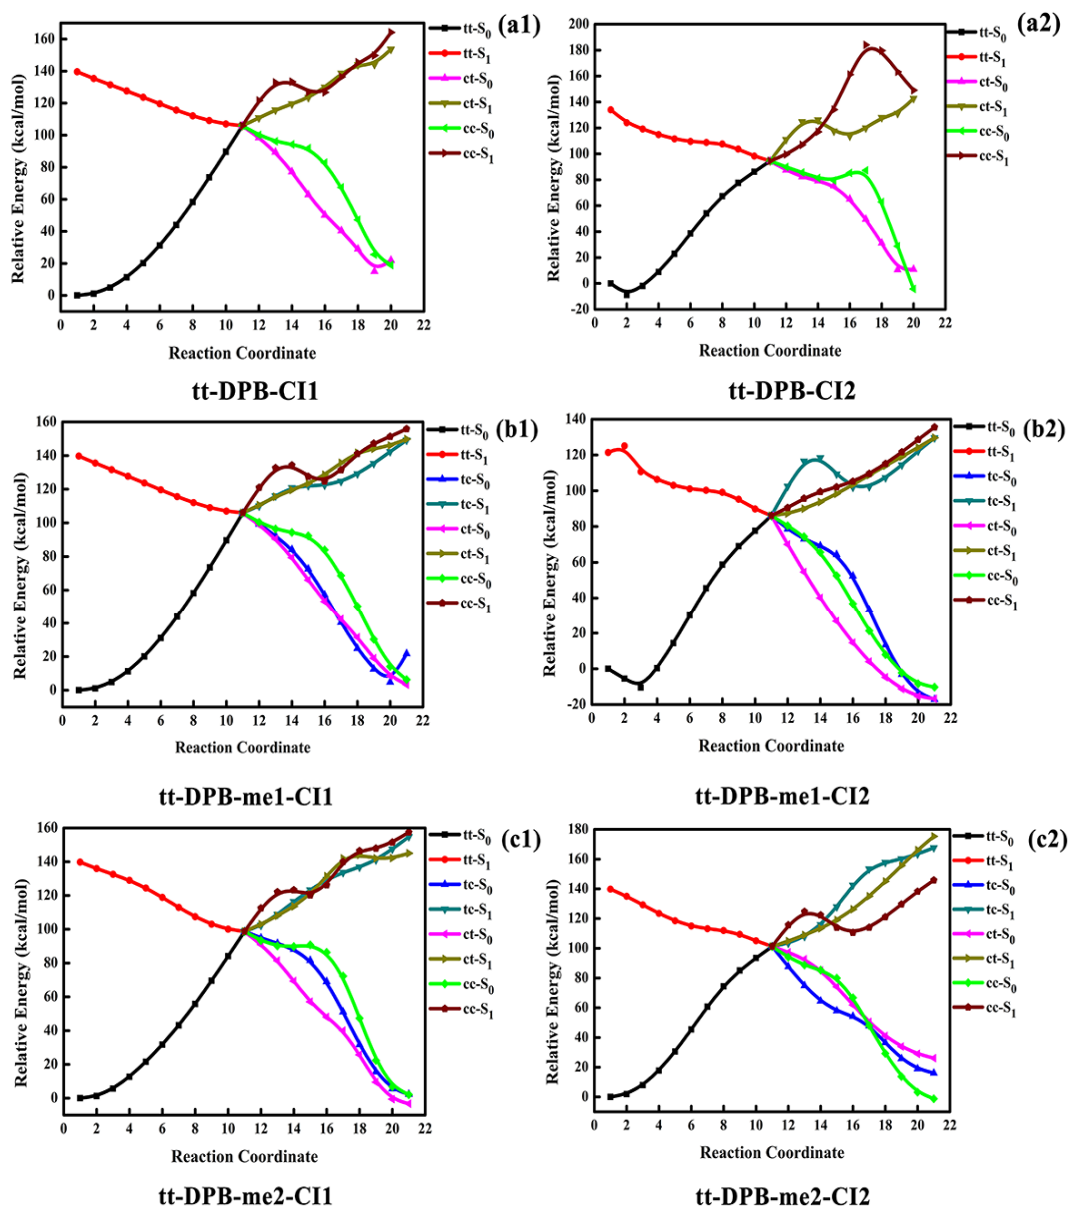 (a1)
160
140
120
100
80
60
40
20
0
0 2 4 6 8 10 12 14 16 18 20 22
Relative Energy (kcal/mol)
Reaction Coordinate
tt-S0
tt-S1
ct-S0
ct-S1
cc-S0
cc-S1
tt-DPB-CI1
(a2)
200
180
160
140
120
100
80
60
40
20
0
-20
0 2 4 6 8 10 12 14 16 18 20 22
Relative Energy (kcal/mol)
Reaction Coordinate
tt-S0
tt-S1
ct-S0
ct-S1
cc-S0
cc-S1
tt-DPB-CI2
(b1)
160
140
120
100
80
60
40
20
0
0 2 4 6 8 10 12 14 16 18 20 22
Relative Energy (kcal/mol)
Reaction Coordinate
tt-S0
tt-S1
tc-S0
tc-S1
ct-S0
ct-S1
cc-S0
cc-S1
tt-DPB-me1-CI1
(b2)
140
120
100
80
60
40
20
0
-20
0 2 4 6 8 10 12 14 16 18 20 22
Relative Energy (kcal/mol)
Reaction Coordinate
tt-S0
tt-S1
tc-S0
tc-S1
ct-S0
ct-S1
cc-S0
cc-S1
tt-DPB-me1-CI2
(c1)
160
140
120
100
80
60
40
20
0
0 2 4 6 8 10 12 14 16 18 20 22
Relative Energy (kcal/mol)
Reaction Coordinate
tt-S0
tt-S1
tc-S0
tc-S1
ct-S0
ct-S1
cc-S0
cc-S1
tt-DPB-me2-CI1
(c2)
180
160
140
120
100
80
60
40
20
0
0 2 4 6 8 10 12 14 16 18 20 22
Relative Energy (kcal/mol)
Reaction Coordinate
tt-S0
tt-S1
tc-S0
tc-S1
ct-S0
ct-S1
cc-S0
cc-S1
tt-DPB-me2-CI2